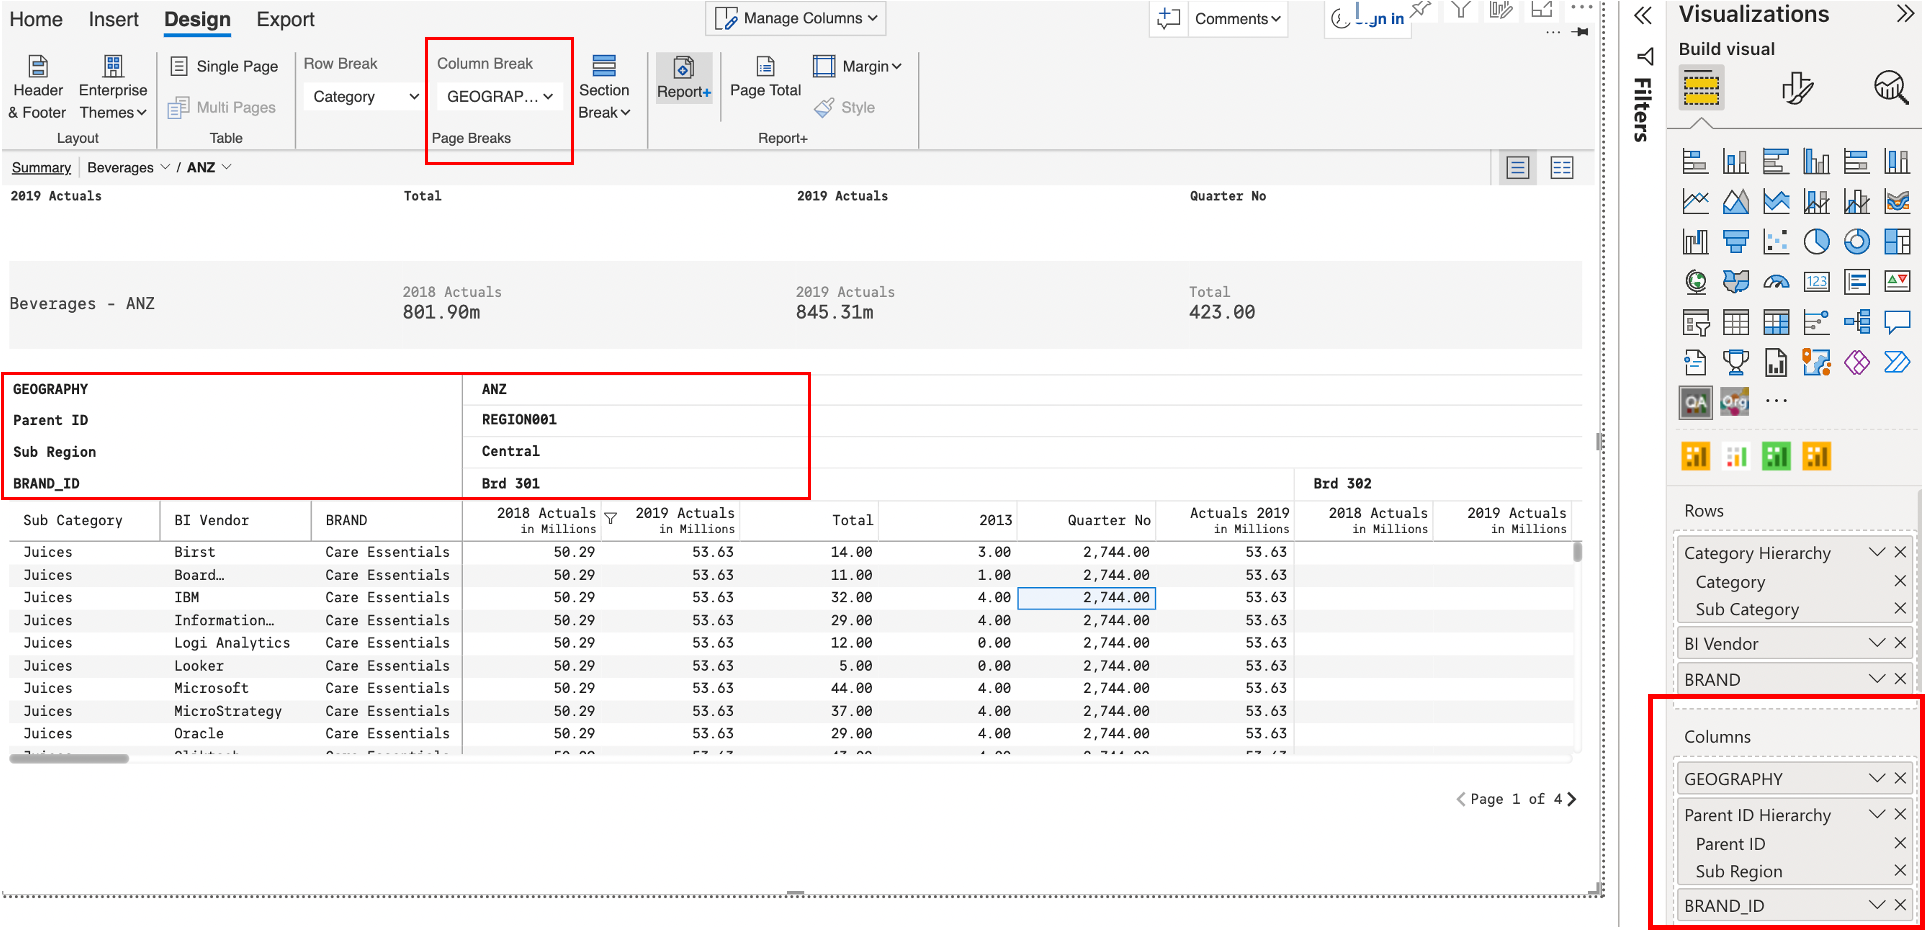 Home Insert Design Export
Manage Columns
Comments
Sign in
Header & Footer
Enterprise Themes
Layout
Single Page
Multi Pages
Table
Row Break
Category
Column Break
GEOGRAP...
Page Breaks
Section Break
Report+
Page Total
Margin
Style
Report+
Summary Beverages / ANZ
2019 Actuals Total 2019 Actuals Quarter No
Beverages - ANZ
2018 Actuals 2019 Actuals Total
801.90m 845.31m 423.00
GEOGRAPHY ANZ
Parent ID REGION001
Sub Region Central
BRAND_ID Brd 301 Brd 302
Sub Category BI Vendor BRAND 2018 Actuals in Millions 2019 Actuals in Millions Total 2013 Quarter No Actuals 2019 in Millions 2018 Actuals in Millions 2019 Actuals in Millions
Juices Birst Care Essentials 50.29 53.63 14.00 3.00 2,744.00 53.63
Juices Board… Care Essentials 50.29 53.63 11.00 1.00 2,744.00 53.63
Juices IBM Care Essentials 50.29 53.63 32.00 4.00 2,744.00 53.63
Juices Information… Care Essentials 50.29 53.63 29.00 4.00 2,744.00 53.63
Juices Logi Analytics Care Essentials 50.29 53.63 12.00 0.00 2,744.00 53.63
Juices Looker Care Essentials 50.29 53.63 5.00 0.00 2,744.00 53.63
Juices Microsoft Care Essentials 50.29 53.63 44.00 4.00 2,744.00 53.63
Juices MicroStrategy Care Essentials 50.29 53.63 37.00 4.00 2,744.00 53.63
Juices Oracle Care Essentials 50.29 53.63 29.00 4.00 2,744.00 53.63
Page 1 of 4
Filters
Visualizations
Build visual
123
QA Org
Rows
Category Hierarchy
Category
Sub Category
BI Vendor
BRAND
Columns
GEOGRAPHY
Parent ID Hierarchy
Parent ID
Sub Region
BRAND_ID